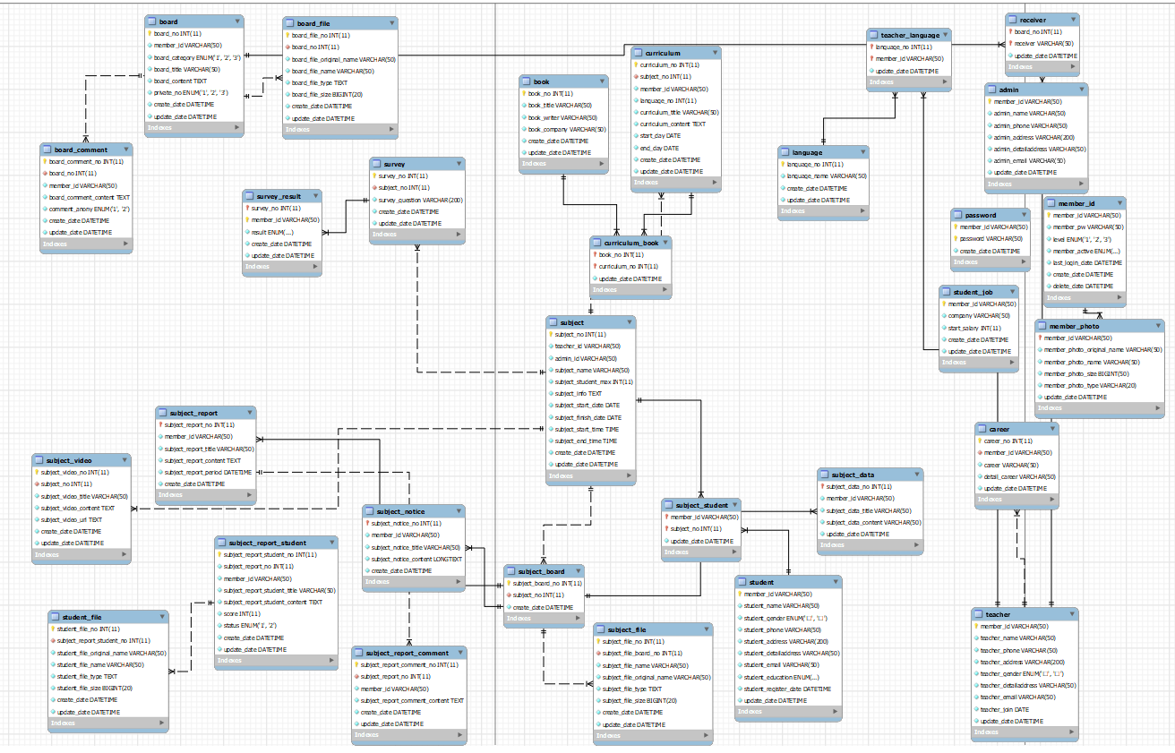 board
board_no INT(11)
member_id VARCHAR(50)
board_category ENUM('1', '2', '3')
board_title VARCHAR(50)
board_content TEXT
private_no ENUM('1', '2', '3')
create_date DATETIME
update_date DATETIME
Indexes
board_file
board_file_no INT(11)
board_no INT(11)
board_file_original_name VARCHAR(50)
board_file_name VARCHAR(50)
board_file_type TEXT
board_file_size BIGINT(20)
create_date DATETIME
update_date DATETIME
Indexes
board_comment
board_comment_no INT(11)
board_no INT(11)
member_id VARCHAR(50)
board_comment_content TEXT
comment_anony ENUM('1', '2')
create_date DATETIME
update_date DATETIME
Indexes
survey
survey_no INT(11)
subject_no INT(11)
survey_question VARCHAR(200)
create_date DATETIME
update_date DATETIME
Indexes
survey_result
survey_no INT(11)
member_id VARCHAR(50)
result ENUM(...)
create_date DATETIME
update_date DATETIME
Indexes
book
book_no INT(11)
book_title VARCHAR(50)
book_writer VARCHAR(50)
book_company VARCHAR(50)
create_date DATETIME
update_date DATETIME
Indexes
curriculum
curriculum_no INT(11)
subject_no INT(11)
member_id VARCHAR(50)
language_no INT(11)
curriculum_title VARCHAR(50)
curriculum_content TEXT
start_day DATE
end_day DATE
create_date DATETIME
update_date DATETIME
Indexes
curriculum_book
book_no INT(11)
curriculum_no INT(11)
update_date DATETIME
Indexes
teacher_language
language_no INT(11)
member_id VARCHAR(50)
update_date DATETIME
Indexes
language
language_no INT(11)
language_name VARCHAR(50)
create_date DATETIME
update_date DATETIME
Indexes
receiver
board_no INT(11)
receiver VARCHAR(50)
update_date DATETIME
Indexes
admin
member_id VARCHAR(50)
admin_name VARCHAR(50)
admin_phone VARCHAR(50)
admin_address VARCHAR(200)
admin_detailaddress VARCHAR(50)
admin_email VARCHAR(50)
update_date DATETIME
Indexes
password
member_id VARCHAR(50)
password VARCHAR(50)
create_date DATETIME
Indexes
member_id
member_id VARCHAR(50)
member_pw VARCHAR(50)
level ENUM('1', '2', '3')
member_active ENUM(...)
last_login_date DATETIME
create_date DATETIME
delete_date DATETIME
Indexes
student_job
member_id VARCHAR(50)
company VARCHAR(50)
start_salary INT(11)
create_date DATETIME
update_date DATETIME
Indexes
member_photo
member_id VARCHAR(50)
member_photo_original_name VARCHAR(50)
member_photo_name VARCHAR(50)
member_photo_size BIGINT(50)
member_photo_type VARCHAR(20)
update_date DATETIME
Indexes
subject
subject_no INT(11)
teacher_id VARCHAR(50)
admin_id VARCHAR(50)
subject_name VARCHAR(50)
subject_student_max INT(11)
subject_info TEXT
subject_start_date DATE
subject_finish_date DATE
subject_start_time TIME
subject_end_time TIME
create_date DATETIME
update_date DATETIME
Indexes
subject_report
subject_report_no INT(11)
member_id VARCHAR(50)
subject_report_title VARCHAR(50)
subject_report_content TEXT
subject_report_period DATETIME
create_date DATETIME
Indexes
subject_video
subject_video_no INT(11)
subject_no INT(11)
subject_video_title VARCHAR(50)
subject_video_content TEXT
subject_video_url TEXT
create_date DATETIME
update_date DATETIME
Indexes
career
career_no INT(11)
member_id VARCHAR(50)
career VARCHAR(50)
detail_career VARCHAR(50)
update_date DATETIME
Indexes
subject_data
subject_data_no INT(11)
member_id VARCHAR(50)
subject_data_title VARCHAR(50)
subject_data_content TEXT
update_date DATETIME
Indexes
subject_student
member_id VARCHAR(50)
subject_no INT(11)
update_date DATETIME
Indexes
subject_notice
subject_notice_no INT(11)
member_id VARCHAR(50)
subject_notice_title VARCHAR(50)
subject_notice_content LONGTEXT
create_date DATETIME
Indexes
subject_report_student
subject_report_student_no INT(11)
subject_report_no INT(11)
member_id VARCHAR(50)
subject_report_student_title VARCHAR(50)
subject_report_student_content TEXT
score INT(11)
status ENUM('1', '2')
create_date DATETIME
update_date DATETIME
Indexes
subject_board
subject_board_no INT(11)
subject_no INT(11)
create_date DATETIME
Indexes
student
member_id VARCHAR(50)
student_name VARCHAR(50)
student_phone VARCHAR(50)
student_address VARCHAR(200)
student_detailaddress VARCHAR(50)
student_email VARCHAR(50)
student_education ENUM(...)
student_register_date DATETIME
update_date DATETIME
Indexes
student_file
student_file_no INT(11)
subject_report_student_no INT(11)
student_file_original_name VARCHAR(50)
student_file_name VARCHAR(50)
student_file_type TEXT
student_file_size BIGINT(20)
create_date DATETIME
update_date DATETIME
Indexes
subject_report_comment
subject_report_comment_no INT(11)
subject_report_no INT(11)
member_id VARCHAR(50)
subject_report_comment_content TEXT
create_date DATETIME
update_date DATETIME
Indexes
subject_file
subject_file_no INT(11)
subject_file_board_no INT(11)
subject_file_name VARCHAR(50)
subject_file_original_name VARCHAR(50)
subject_file_type TEXT
subject_file_size BIGINT(20)
create_date DATETIME
update_date DATETIME
Indexes
teacher
member_id VARCHAR(50)
teacher_name VARCHAR(50)
teacher_phone VARCHAR(50)
teacher_address VARCHAR(200)
teacher_detailaddress VARCHAR(50)
teacher_email VARCHAR(50)
teacher_join DATE
update_date DATETIME
Indexes